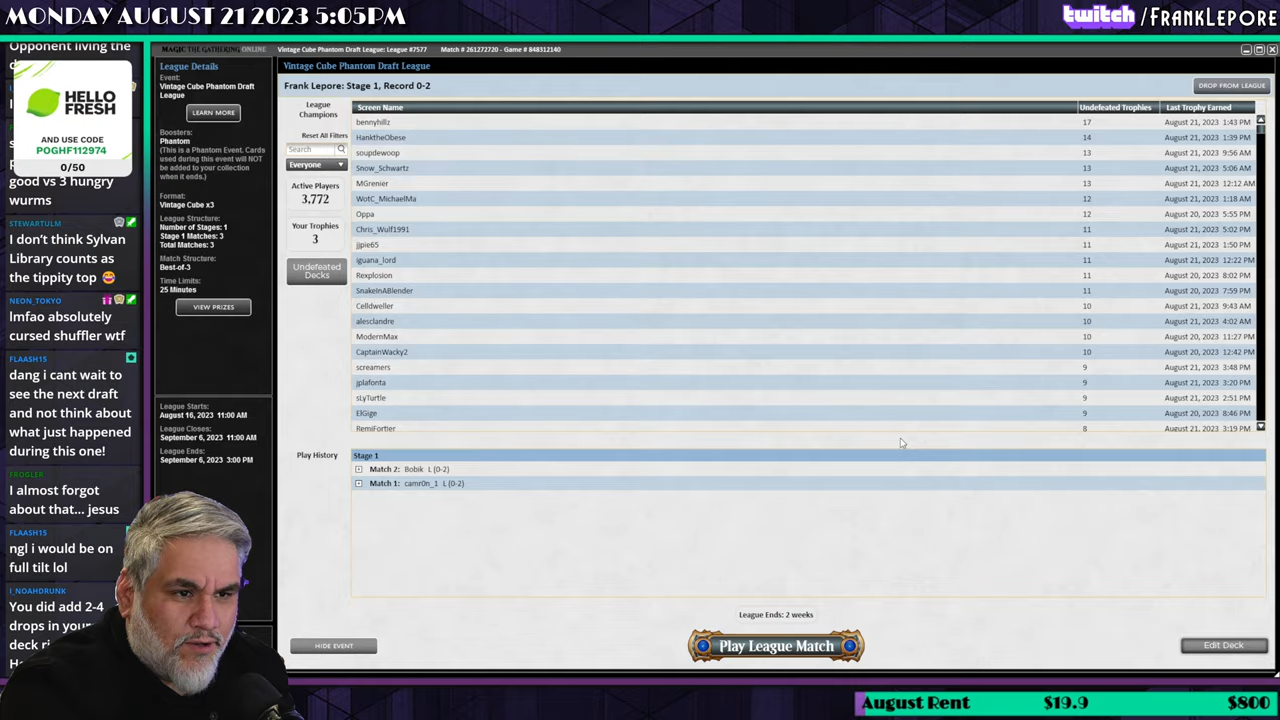 MONDAY AUGUST 21 2023 5:05PM
twitch /FRANKLEPORE
Opponent living the
HELLO
FRESH
AND USE CODE
POGHF112974
0/50
good vs 3 hungry
wurms
STEWARTULM
I don't think Sylvan
Library counts as
the tippity top 😅
NEON_TOKYO
lmfao absolutely
cursed shuffler wtf
FLAASH15
dang i cant wait to
see the next draft
and not think about
what just happened
during this one!
FROGLER
I almost forgot
about that... jesus
FLAASH15
ngl i would be on
full tilt lol
I_NOAHDRUNK
You did add 2-4
drops in your
deck ri
MAGIC THE GATHERING ONLINE
Vintage Cube Phantom Draft League: League #7577
Match # 261272720 - Game # 848312140
League Details
Event:
Vintage Cube Phantom Draft
League
LEARN MORE
Boosters:
Phantom
(This is a Phantom Event. Cards
used during this event will NOT
be added to your collection
when it ends.)
Format:
Vintage Cube x3
League Structure:
Number of Stages: 1
Stage 1 Matches: 3
Total Matches: 3
Match Structure:
Best-of-3
Time Limits:
25 Minutes
VIEW PRIZES
League Starts:
August 16, 2023 11:00 AM
League Closes:
September 6, 2023 11:00 AM
League Ends:
September 6, 2023 3:00 PM
Vintage Cube Phantom Draft League
Frank Lepore: Stage 1, Record 0-2
DROP FROM LEAGUE
League
Champions
Reset All Filters
Search
Everyone
Active Players
3,772
Your Trophies
3
Undefeated
Decks
Screen Name Undefeated Trophies Last Trophy Earned
bennyhillz 17 August 21, 2023 1:43 PM
HanktheObese 14 August 21, 2023 1:39 PM
soupdewoop 13 August 21, 2023 9:56 AM
Snow_Schwartz 13 August 21, 2023 5:06 AM
MGrenier 13 August 21, 2023 12:12 AM
WotC_MichaelMa 12 August 21, 2023 1:18 AM
Oppa 12 August 20, 2023 5:55 PM
Chris_Wulf1991 11 August 21, 2023 5:02 PM
jjpie65 11 August 21, 2023 1:50 PM
iguana_lord 11 August 21, 2023 12:22 PM
Rexplosion 11 August 20, 2023 8:02 PM
SnakeInABlender 11 August 20, 2023 7:59 PM
Celldweller 10 August 21, 2023 9:43 AM
alesclandre 10 August 21, 2023 4:02 AM
ModernMax 10 August 20, 2023 11:27 PM
CaptainWacky2 10 August 20, 2023 12:42 PM
screamers 9 August 21, 2023 3:48 PM
jplafonta 9 August 21, 2023 3:20 PM
sLyTurtle 9 August 21, 2023 2:51 PM
ElGige 9 August 20, 2023 8:46 PM
RemiFortier 8 August 21, 2023 3:19 PM
Play History
Stage 1
Match 2: Bobik L (0-2)
Match 1: camr0n_1 L (0-2)
League Ends: 2 weeks
HIDE EVENT
Play League Match
Edit Deck
August Rent $19.9 $800